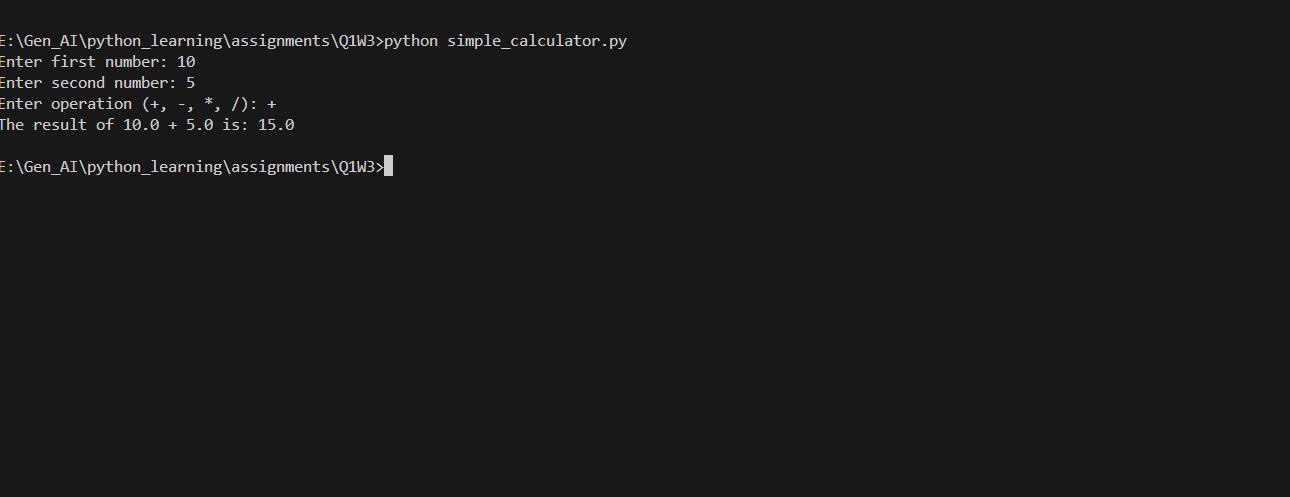 E:\Gen_AI\python_learning\assignments\Q1W3>python simple_calculator.py
Enter first number: 10
Enter second number: 5
Enter operation (+, -, *, /): +
The result of 10.0 + 5.0 is: 15.0
E:\Gen_AI\python_learning\assignments\Q1W3>